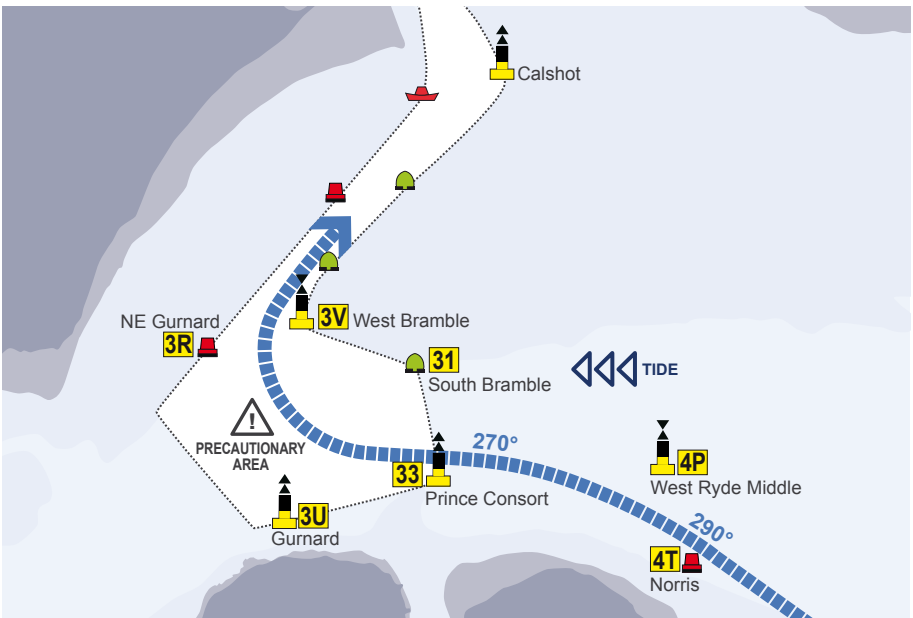 Calshot
NE Gurnard
3R
3V West Bramble
31
South Bramble
TIDE
!
PRECAUTIONARY
AREA
270°
33
Prince Consort
4P
West Ryde Middle
3U
Gurnard
290°
4T
Norris